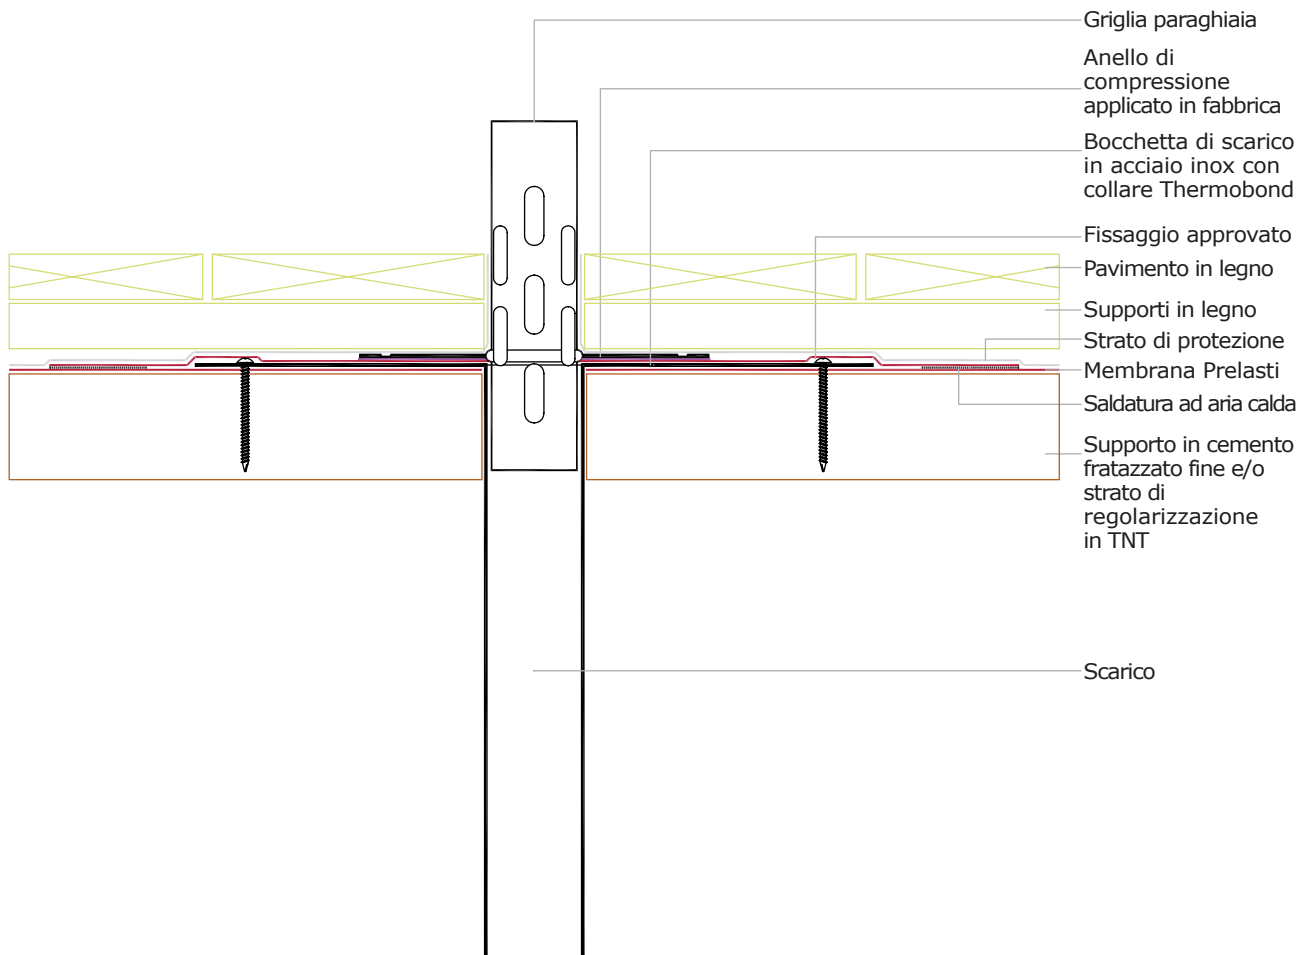 Griglia paraghiaia
Anello di
compressione
applicato in fabbrica
Bocchetta di scarico
in acciaio inox con
collare Thermobond
Fissaggio approvato
Pavimento in legno
Supporti in legno
Strato di protezione
Membrana Prelasti
Saldatura ad aria calda
Supporto in cemento
fratazzato fine e/o
strato di
regolarizzazione
in TNT
Scarico